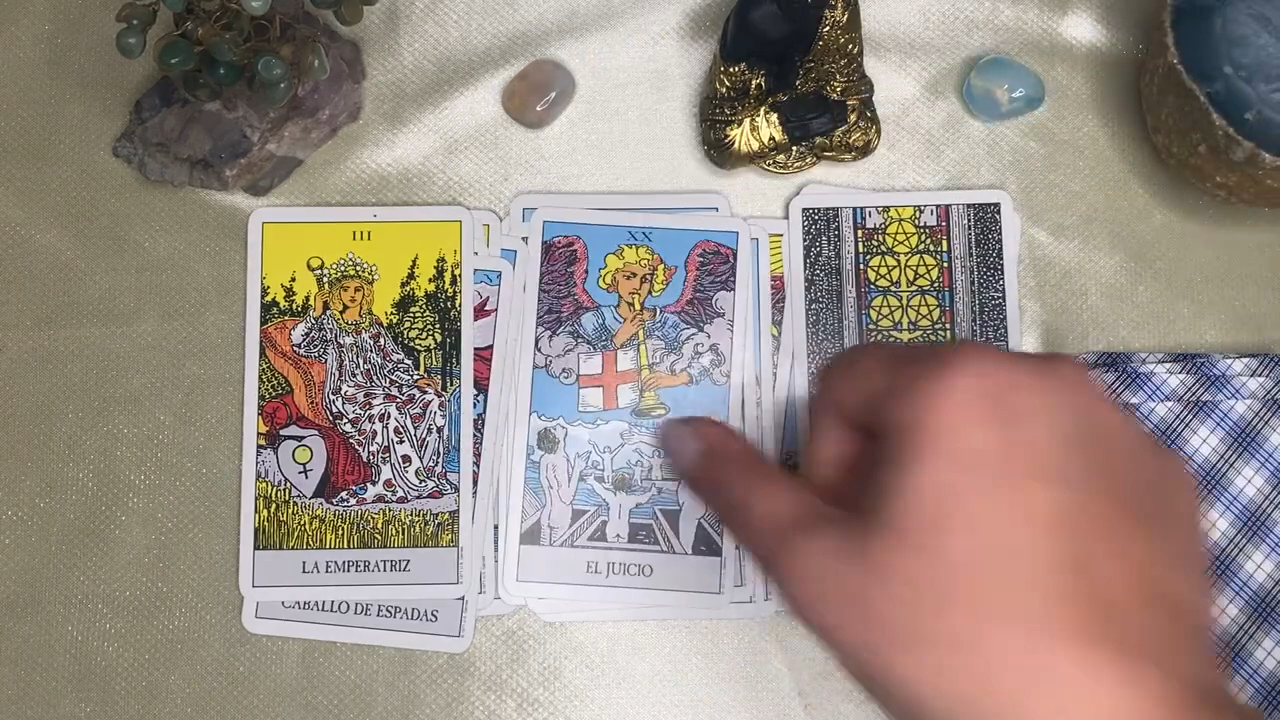 III
LA EMPERATRIZ
CABALLO DE ESPADAS
XX
EL JUICIO